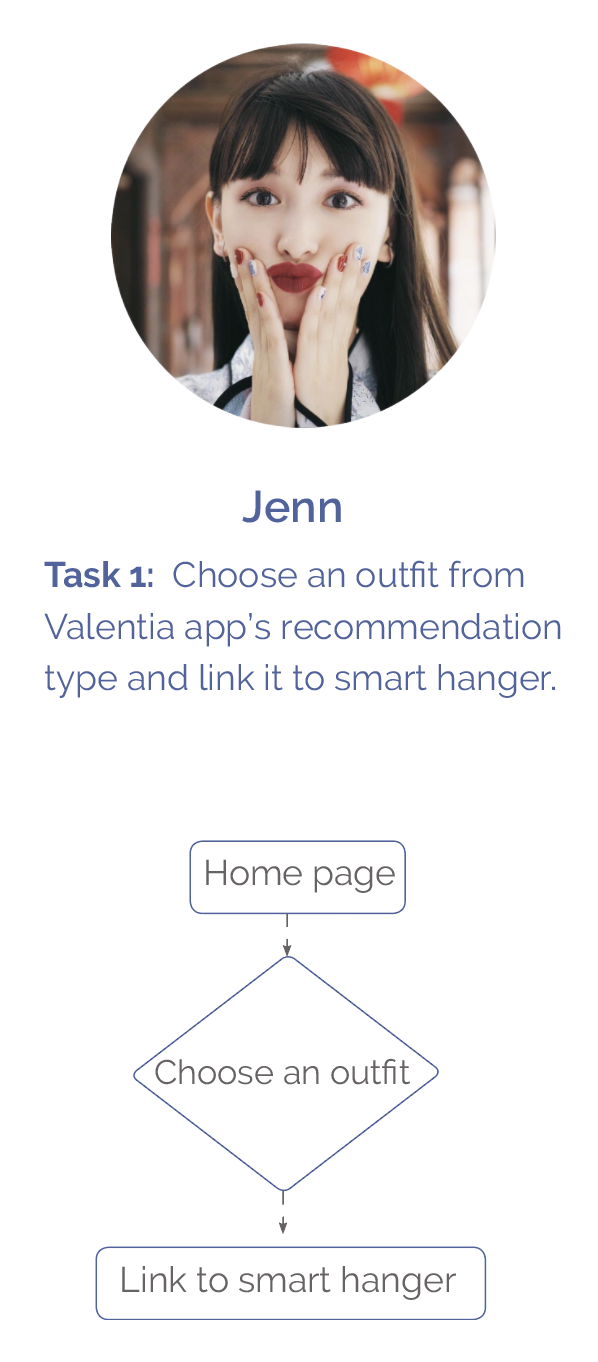 Jenn
Task 1: Choose an outfit from
Valentia app's recommendation
type and link it to smart hanger.
Home page
Choose an outfit
Link to smart hanger